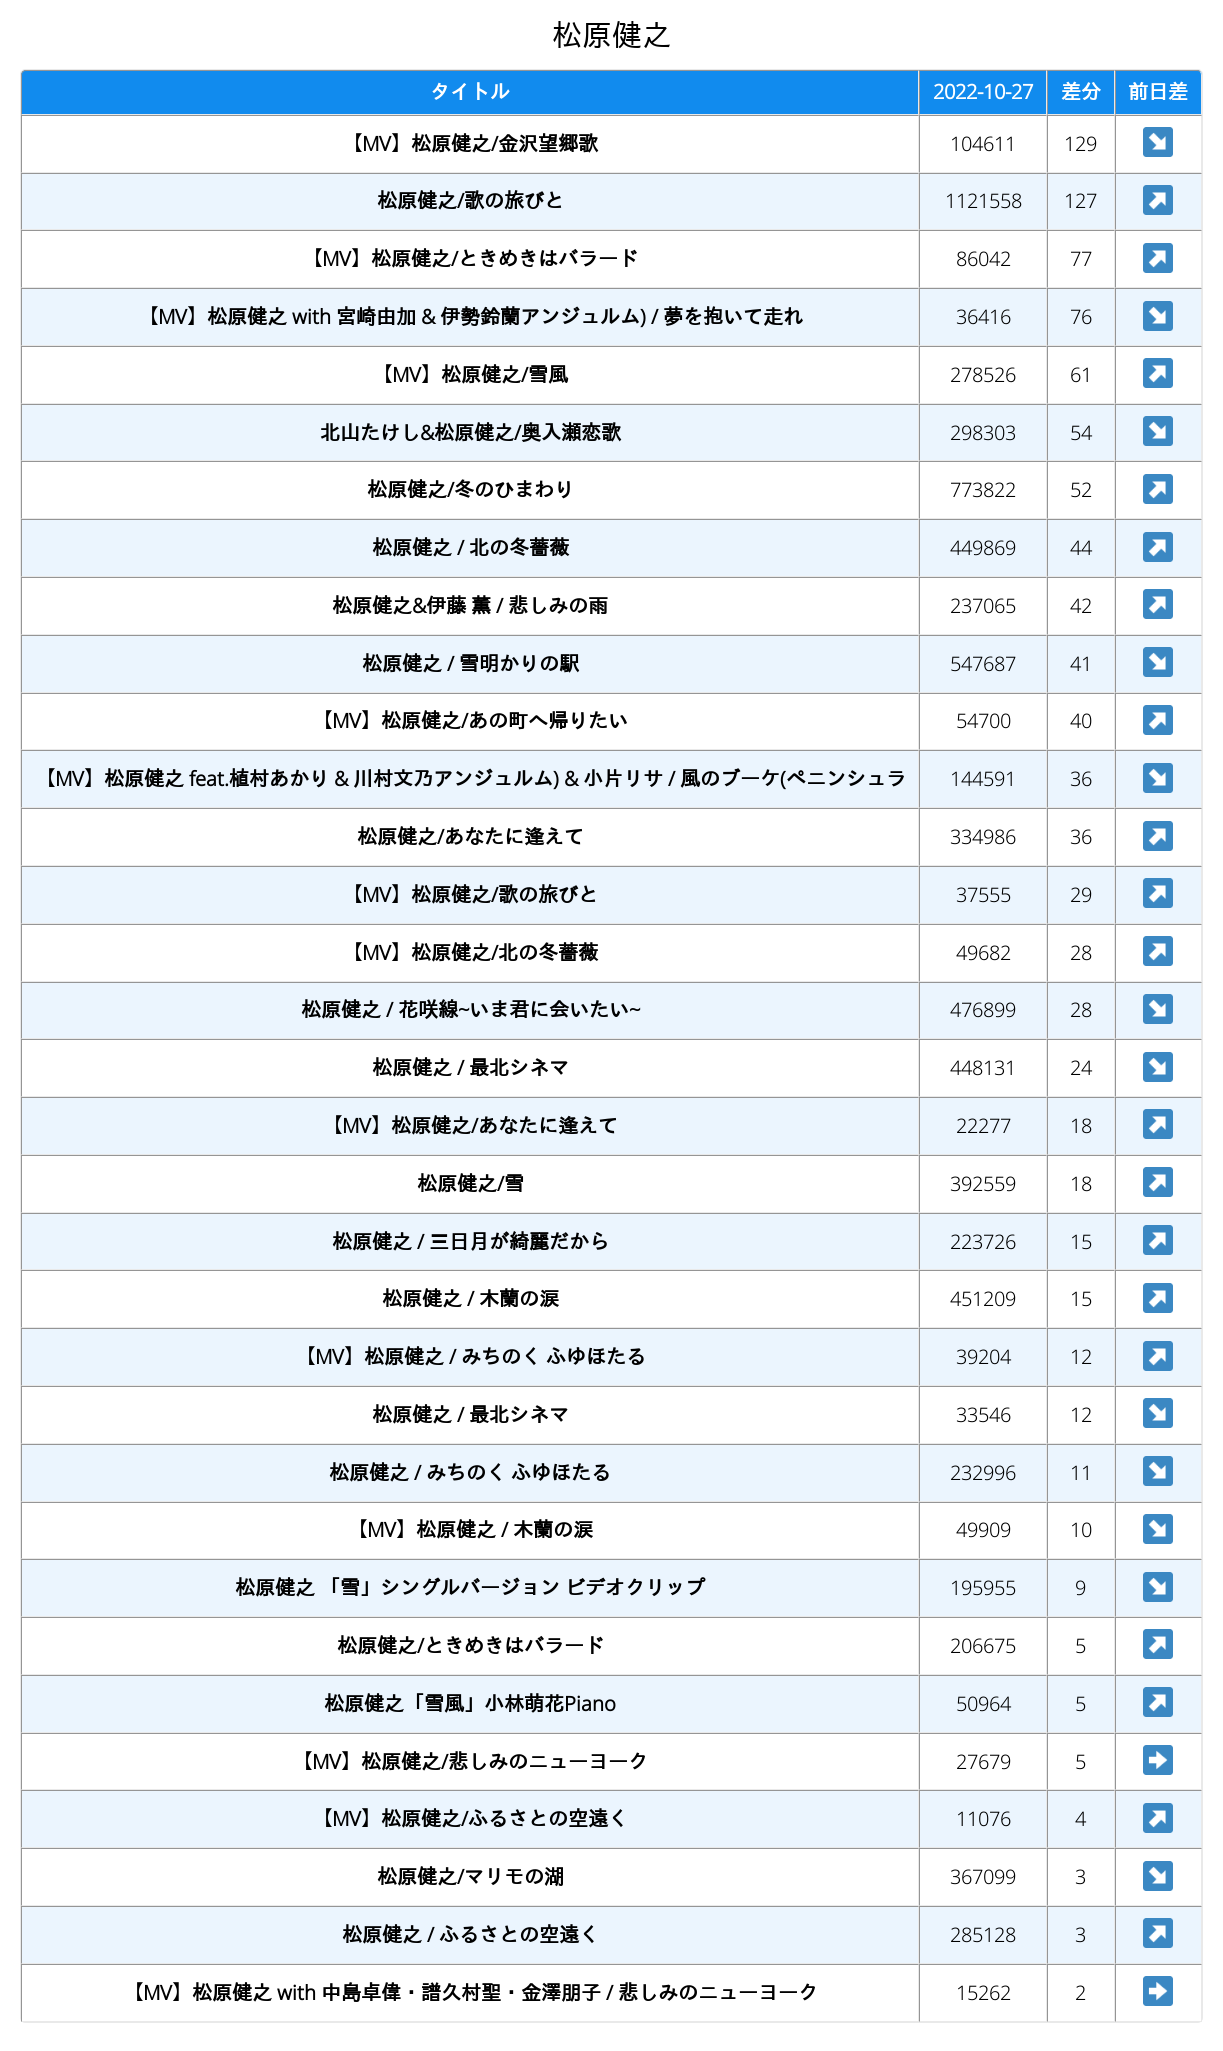 松原健之
タイトル 2022-10-27 差分 前日差
【MV】松原健之/金沢望郷歌 104611 129 ↘
松原健之/歌の旅びと 1121558 127 ↗
【MV】松原健之/ときめきはバラード 86042 77 ↗
【MV】松原健之 with 宮崎由加 & 伊勢鈴蘭アンジュルム) / 夢を抱いて走れ 36416 76 ↘
【MV】松原健之/雪風 278526 61 ↗
北山たけし&松原健之/奥入瀬恋歌 298303 54 ↘
松原健之/冬のひまわり 773822 52 ↗
松原健之 / 北の冬薔薇 449869 44 ↗
松原健之&伊藤 薫 / 悲しみの雨 237065 42 ↗
松原健之 / 雪明かりの駅 547687 41 ↘
【MV】松原健之/あの町へ帰りたい 54700 40 ↗
【MV】松原健之 feat.植村あかり & 川村文乃アンジュルム) & 小片リサ / 風のブーケ(ペニンシュラ 144591 36 ↘
松原健之/あなたに逢えて 334986 36 ↗
【MV】松原健之/歌の旅びと 37555 29 ↗
【MV】松原健之/北の冬薔薇 49682 28 ↗
松原健之 / 花咲線~いま君に会いたい~ 476899 28 ↘
松原健之 / 最北シネマ 448131 24 ↘
【MV】松原健之/あなたに逢えて 22277 18 ↗
松原健之/雪 392559 18 ↗
松原健之 / 三日月が綺麗だから 223726 15 ↗
松原健之 / 木蘭の涙 451209 15 ↗
【MV】松原健之 / みちのく ふゆほたる 39204 12 ↗
松原健之 / 最北シネマ 33546 12 ↘
松原健之 / みちのく ふゆほたる 232996 11 ↘
【MV】松原健之 / 木蘭の涙 49909 10 ↘
松原健之 「雪」シングルバージョン ビデオクリップ 195955 9 ↘
松原健之/ときめきはバラード 206675 5 ↗
松原健之「雪風」小林萌花Piano 50964 5 ↗
【MV】松原健之/悲しみのニューヨーク 27679 5 ➡
【MV】松原健之/ふるさとの空遠く 11076 4 ↗
松原健之/マリモの湖 367099 3 ↘
松原健之 / ふるさとの空遠く 285128 3 ↗
【MV】松原健之 with 中島卓偉・譜久村聖・金澤朋子 / 悲しみのニューヨーク 15262 2 ➡